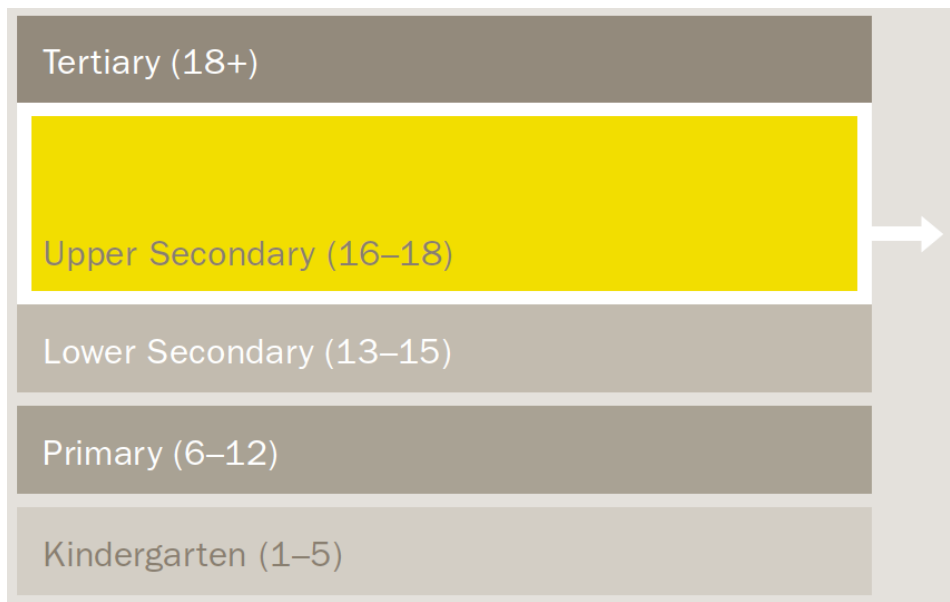 Tertiary (18+)
Upper Secondary (16–18)
Lower Secondary (13–15)
Primary (6–12)
Kindergarten (1–5)